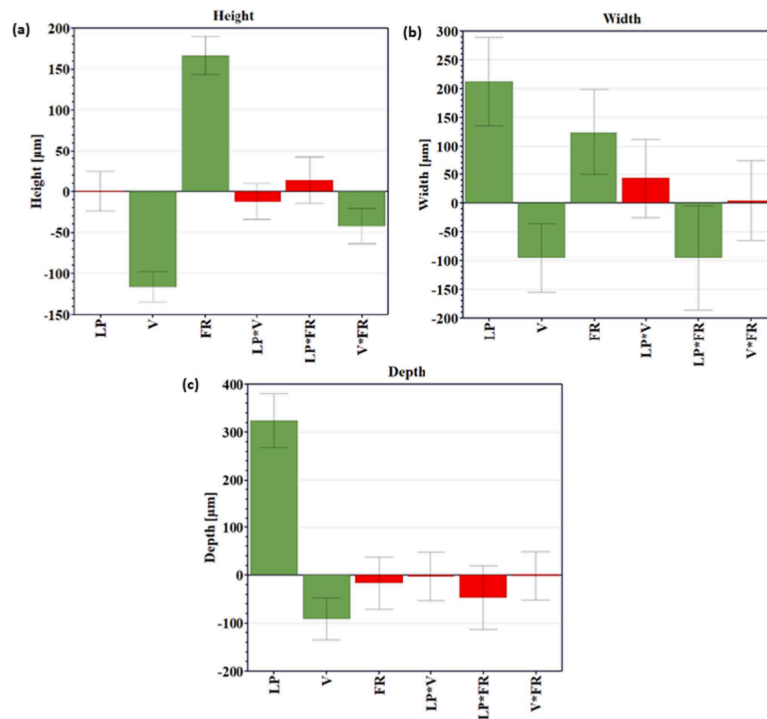 (a)
Height
Height [µm]
200
150
100
50
0
-50
-100
-150
LP
V
FR
LP*V
LP*FR
V*FR
(b)
Width
Width [µm]
300
250
200
150
100
50
0
-50
-100
-150
-200
LP
V
FR
LP*V
LP*FR
V*FR
(c)
Depth
Depth [µm]
400
300
200
100
0
-100
-200
LP
V
FR
LP*V
LP*FR
V*FR